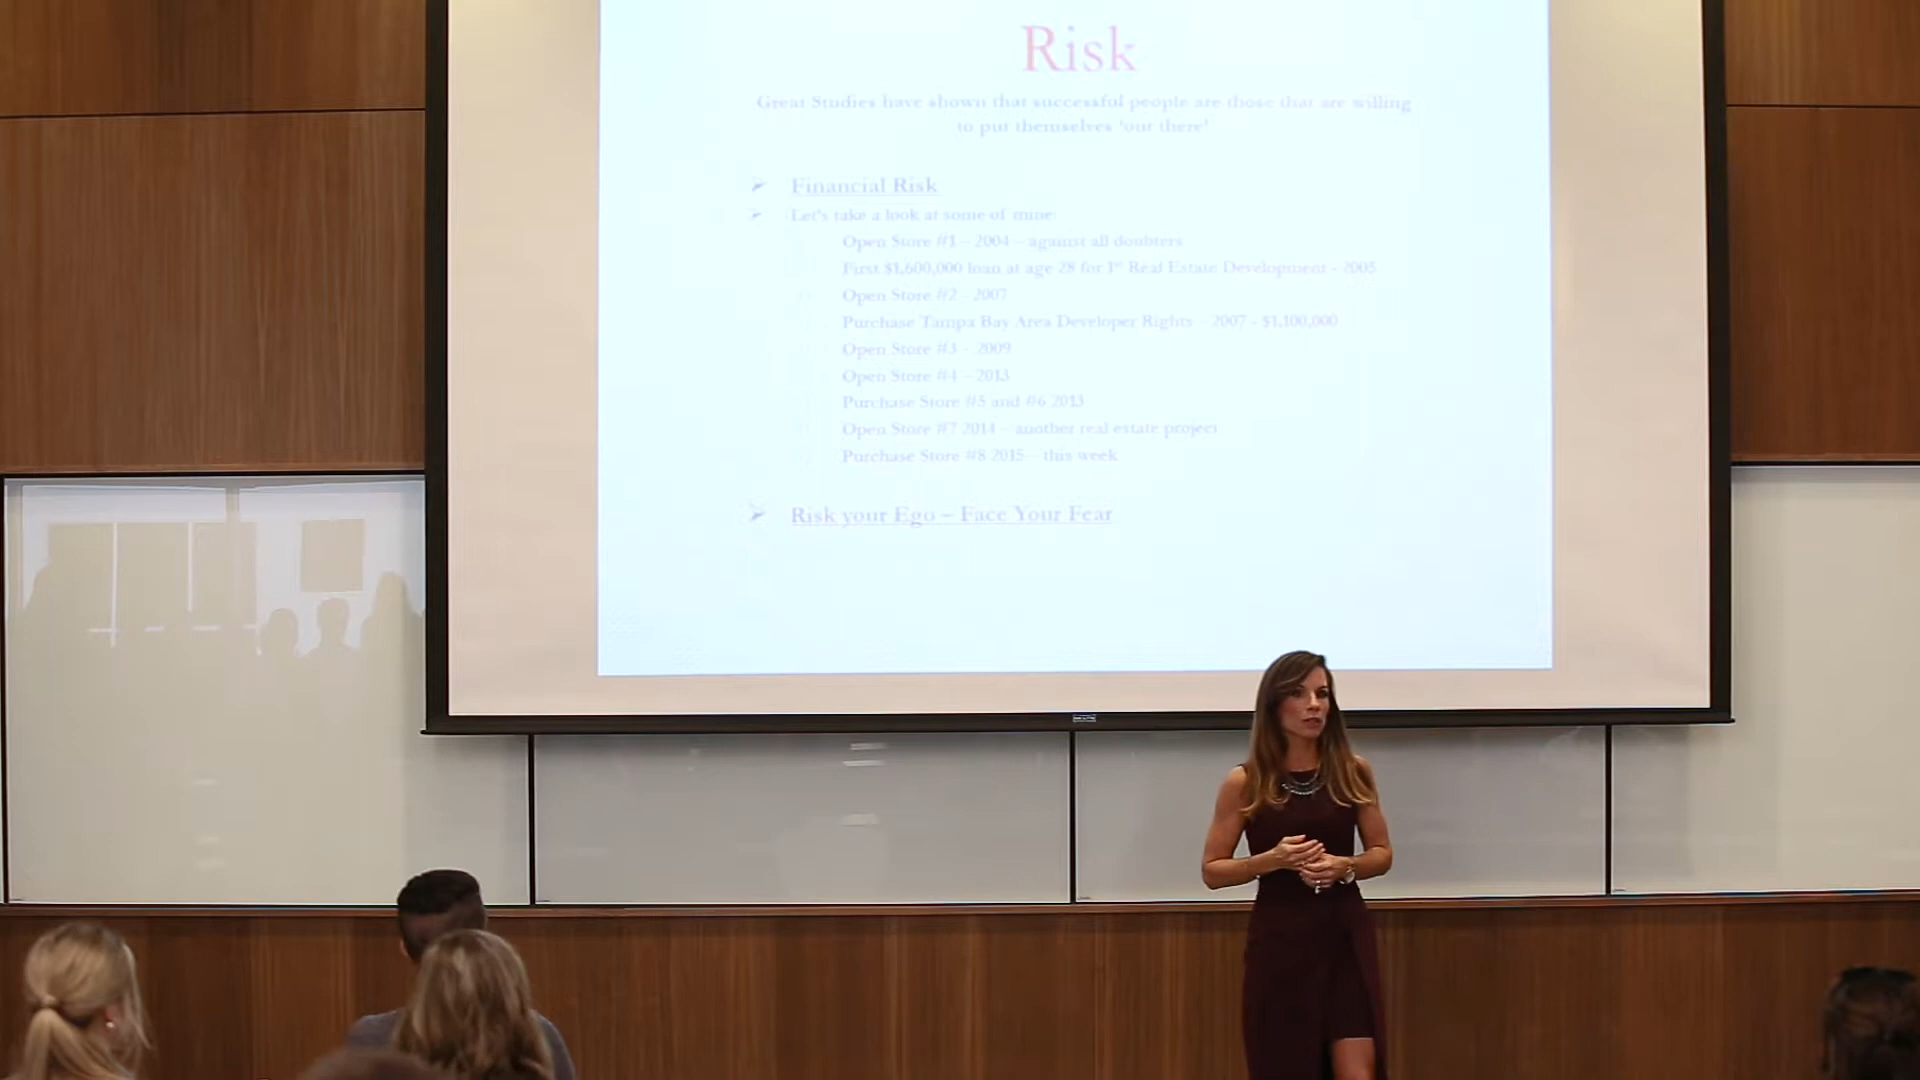 Risk
Great Studies have shown that successful people are those that are willing
to put themselves 'out there'
Financial Risk
Let's take a look at some of mine:
Open Store #1 – 2004 – against all doubters
First $1,600,000 loan at age 28 for 1st Real Estate Development - 2005
Open Store #2 – 2007
Purchase Tampa Bay Area Developer Rights – 2007 - $1,100,000
Open Store #3 – 2009
Open Store #4 – 2013
Purchase Store #5 and #6 2013
Open Store #7 2014 – another real estate project
Purchase Store #8 2015 – this week
Risk your Ego – Face Your Fear